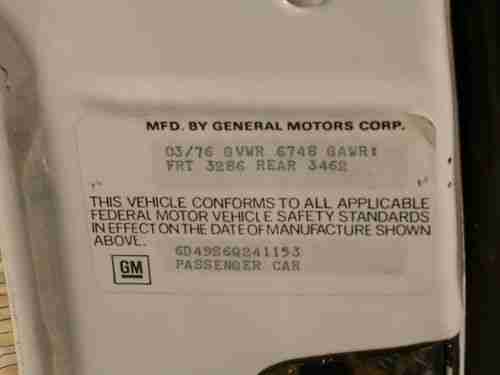 MFD. BY GENERAL MOTORS CORP.
03/76 GVWR 6748 GAWR:
FRT 3286 REAR 3462
THIS VEHICLE CONFORMS TO ALL APPLICABLE
FEDERAL MOTOR VEHICLE SAFETY STANDARDS
IN EFFECT ON THE DATE OF MANUFACTURE SHOWN
ABOVE.
6D49S6Q241153
PASSENGER CAR
GM